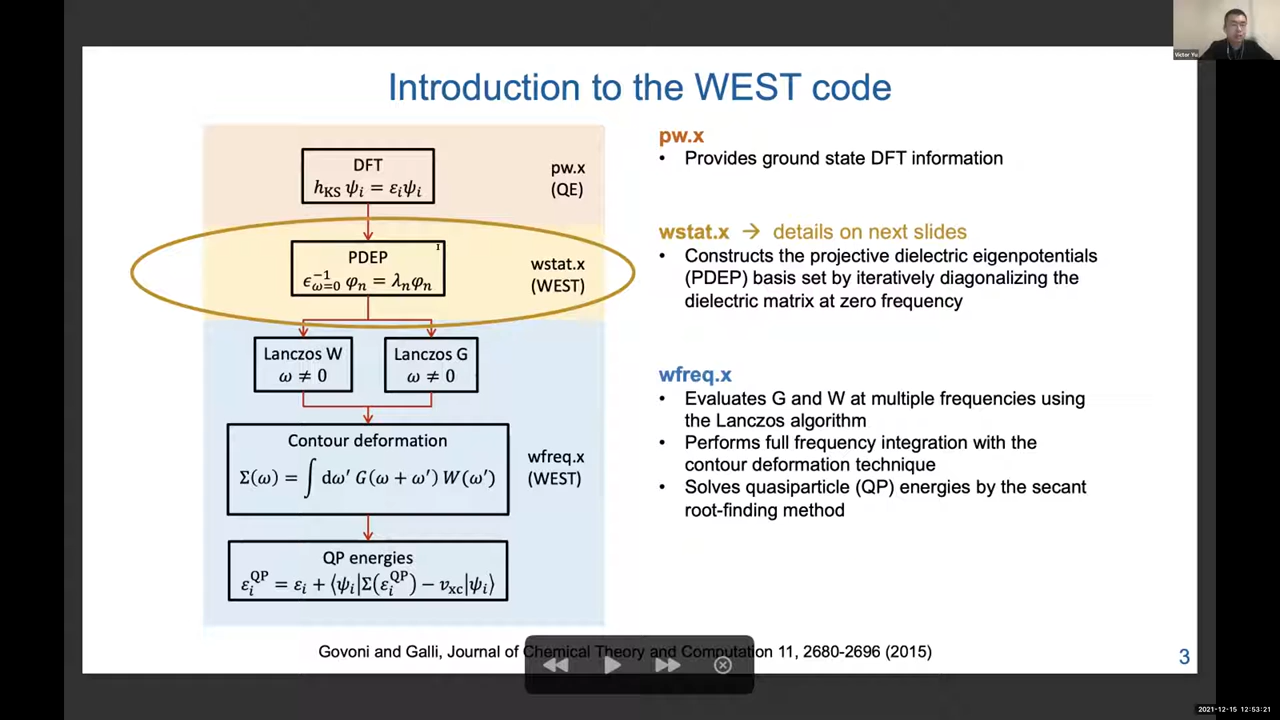 Victor Yu
Introduction to the WEST code
DFT
h_KS ψ_i = ε_iψ_i
pw.x
(QE)
PDEP
ϵ⁻¹_ω=0 φ_n = λ_nφ_n
wstat.x
(WEST)
Lanczos W
ω ≠ 0
Lanczos G
ω ≠ 0
Contour deformation
Σ(ω) = ∫ dω′ G(ω + ω′) W(ω′)
wfreq.x
(WEST)
QP energies
ε_i^QP = ε_i + ⟨ψ_i|Σ(ε_i^QP) − v_xc|ψ_i⟩
pw.x
• Provides ground state DFT information
wstat.x → details on next slides
• Constructs the projective dielectric eigenpotentials
(PDEP) basis set by iteratively diagonalizing the
dielectric matrix at zero frequency
wfreq.x
• Evaluates G and W at multiple frequencies using
the Lanczos algorithm
• Performs full frequency integration with the
contour deformation technique
• Solves quasiparticle (QP) energies by the secant
root-finding method
Govoni and Galli, Journal of Chemical Theory and Computation 11, 2680-2696 (2015)
3
2021-12-15 12:53:21